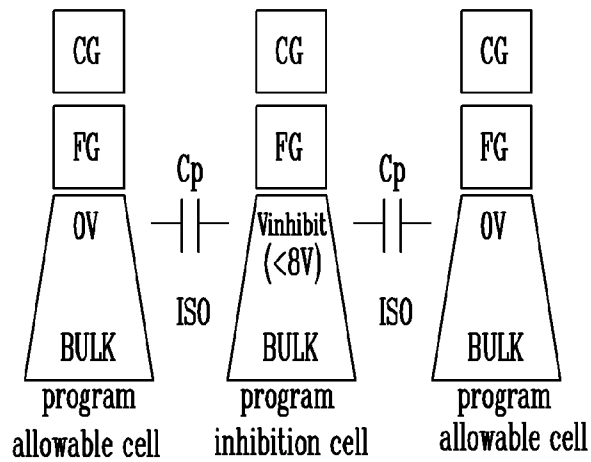 CG CG CG
FG FG FG
Cp Cp
0V Vinhibit 0V
(<8V)
ISO ISO
BULK BULK BULK
program program program
allowable cell inhibition cell allowable cell